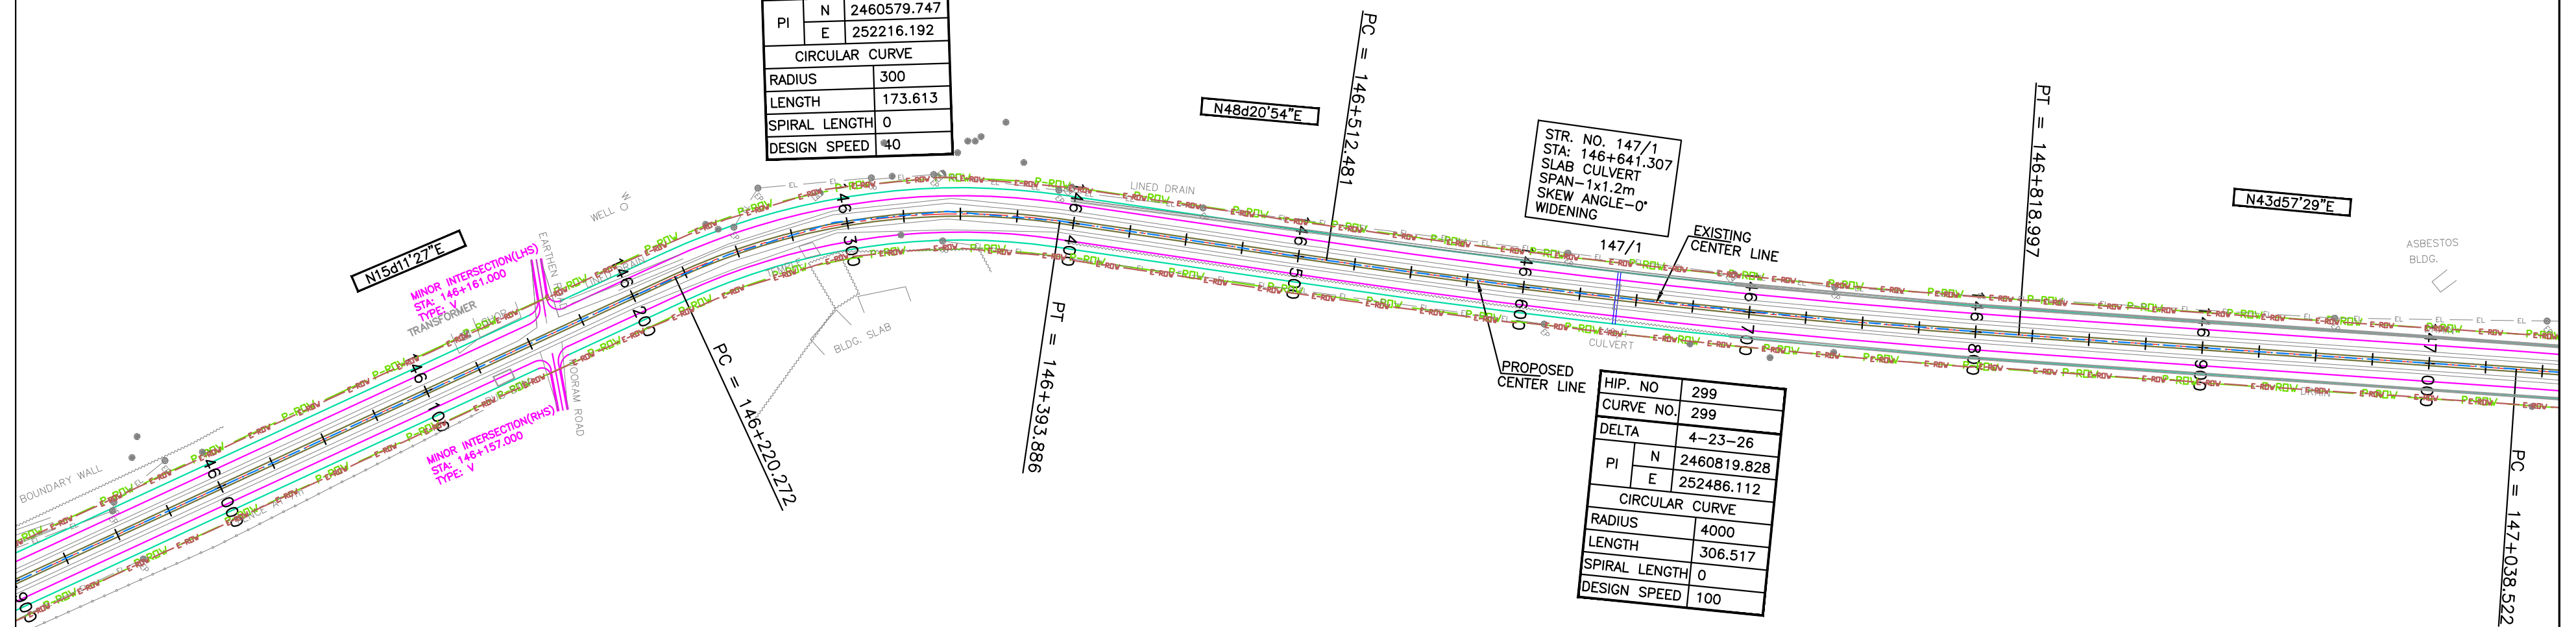 PI N 2460579.747
E 252216.192
CIRCULAR CURVE
RADIUS 300
LENGTH 173.613
SPIRAL LENGTH 0
DESIGN SPEED 40
N15d11'27"E
N48d20'54"E
N43d57'29"E
PC = 146+512.481
PT = 146+818.997
STR. NO. 147/1
STA: 146+641.307
SLAB CULVERT
SPAN-1x1.2m
SKEW ANGLE-0°
WIDENING
147/1
EXISTING
CENTER LINE
PROPOSED
CENTER LINE
ASBESTOS
BLDG.
LINED DRAIN
WELL
W
EARTHEN ROAD
MINOR INTERSECTION(LHS)
STA: 146+161.000
TYPE: V
TRANSFORMER
LINED DRAIN
MINOR INTERSECTION(RHS)
STA: 146+157.000
TYPE: V
BOUNDARY WALL
BLDG. SLAB
CULVERT
PC = 146+220.272
PT = 146+393.886
PC = 147+038.522
146+000
146+100
146+200
146+300
146+400
146+500
146+600
146+700
146+800
146+900
147+000
900
P-ROW
E-ROW
EL
HIP. NO 299
CURVE NO. 299
DELTA 4-23-26
PI N 2460819.828
E 252486.112
CIRCULAR CURVE
RADIUS 4000
LENGTH 306.517
SPIRAL LENGTH 0
DESIGN SPEED 100